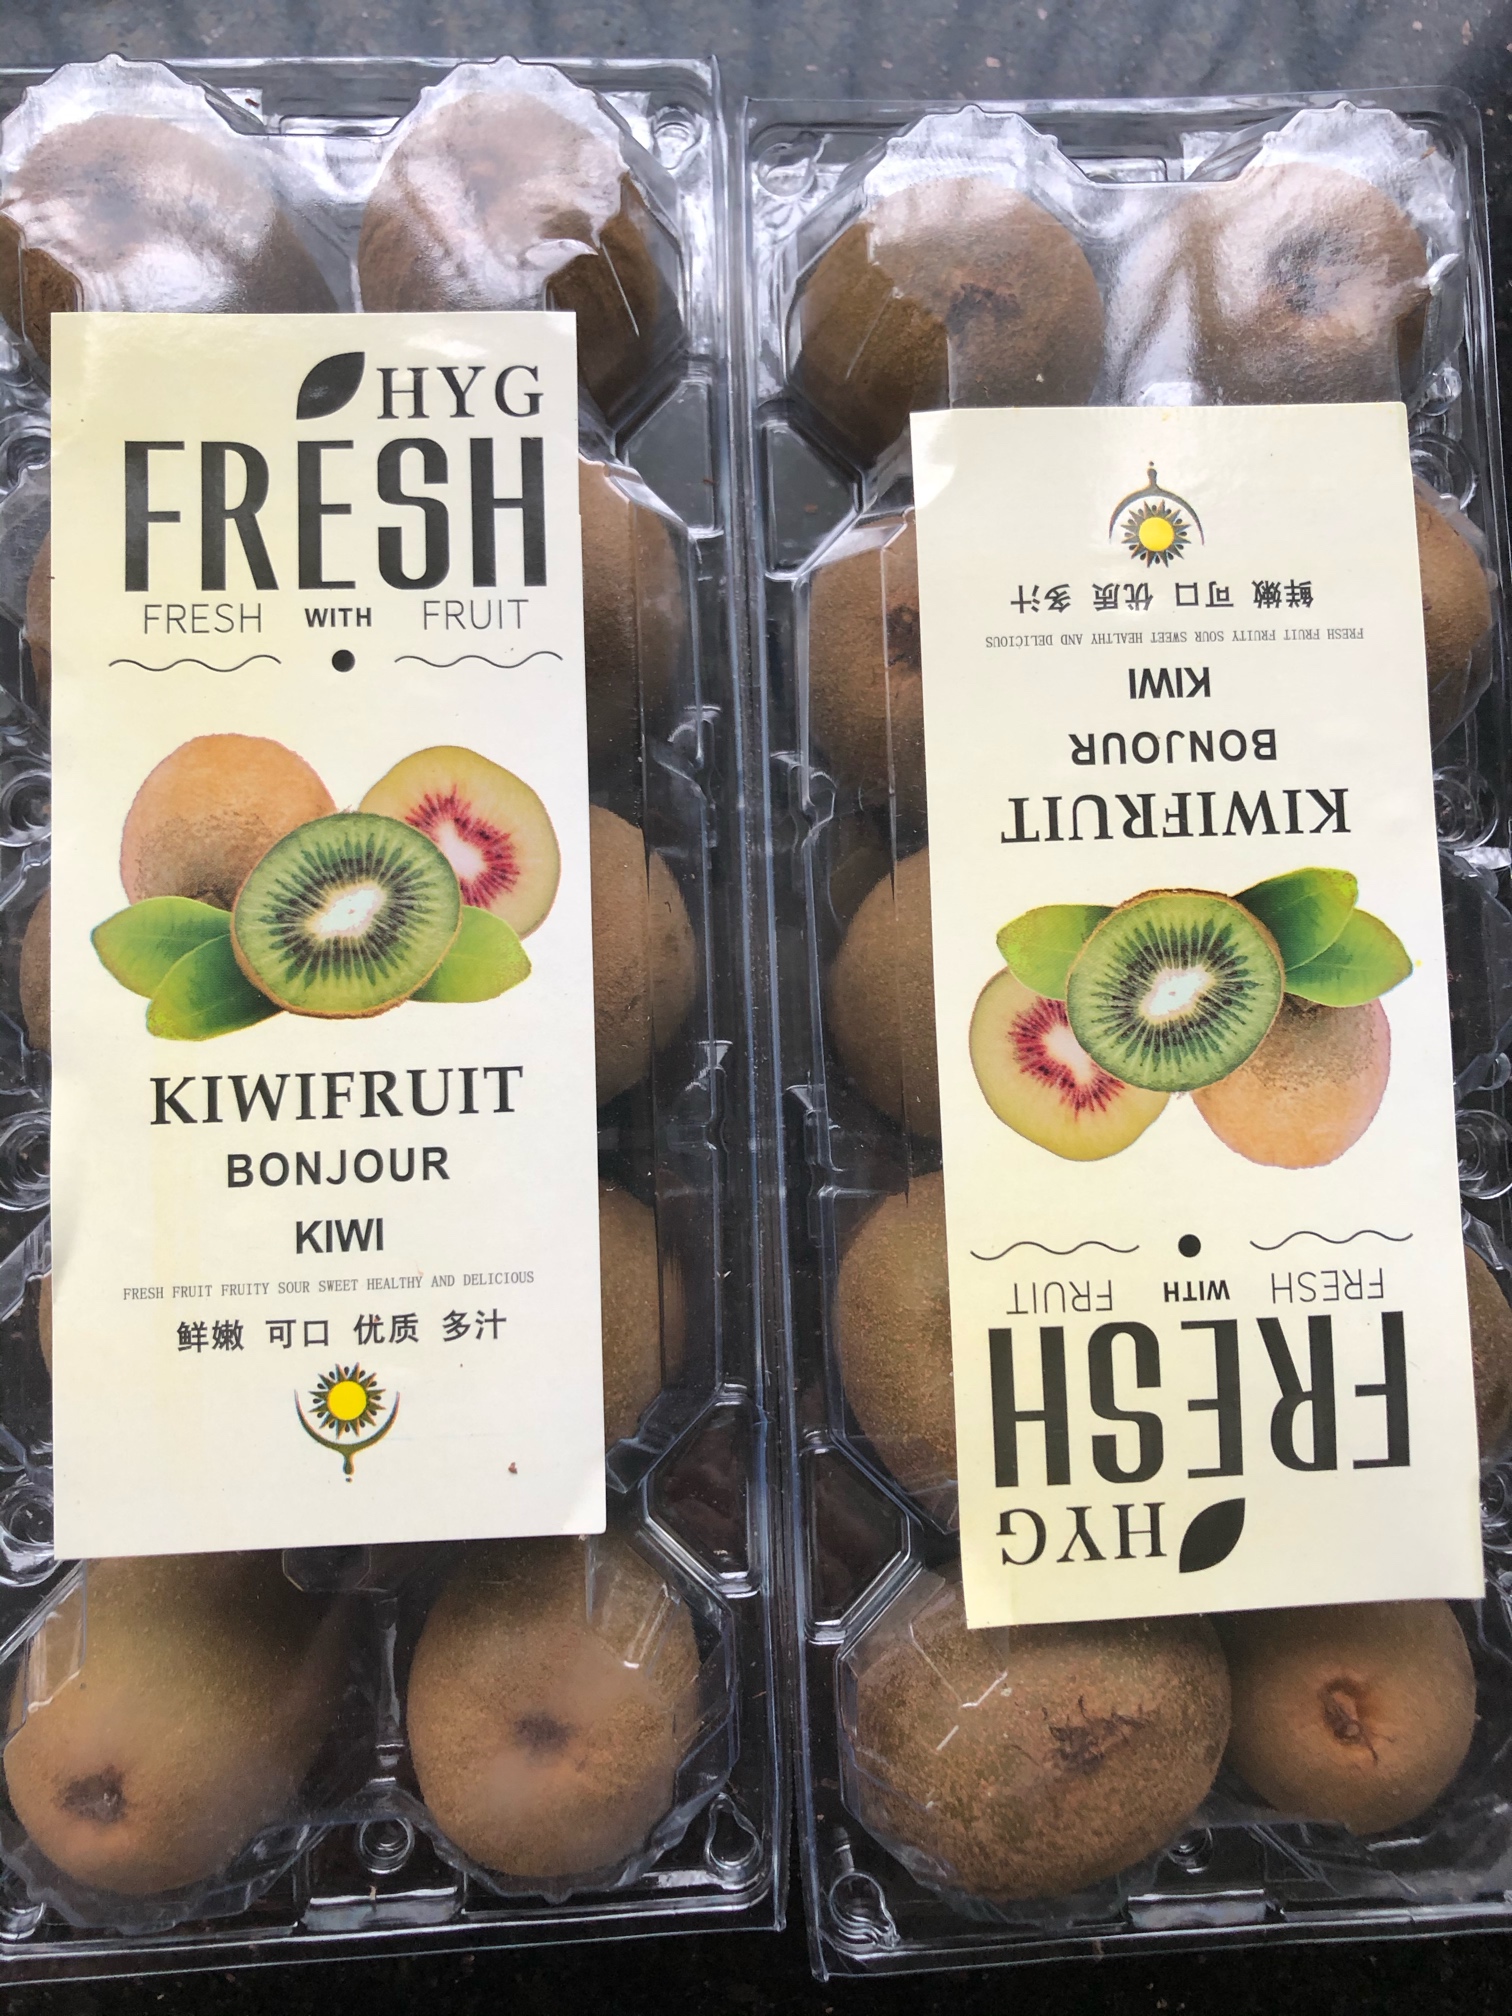 HYG
FRESH
FRESH WITH FRUIT
KIWIFRUIT
BONJOUR
KIWI
FRESH FRUIT FRUITY SOUR SWEET HEALTHY AND DELICIOUS
鲜嫩 可口 优质 多汁
HYG
FRESH
FRESH WITH FRUIT
KIWIFRUIT
BONJOUR
KIWI
FRESH FRUIT FRUITY SOUR SWEET HEALTHY AND DELICIOUS
鲜嫩 可口 优质 多汁